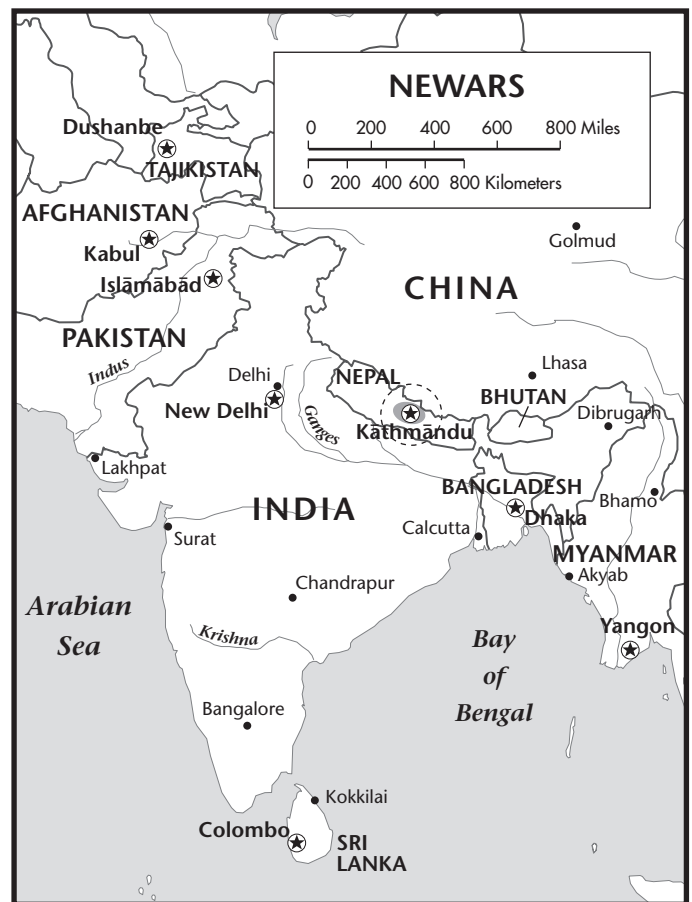 NEWARS
0 200 400 600 800 Miles
0 200 400 600 800 Kilometers
Dushanbe
TAJIKISTAN
AFGHANISTAN
Kabul
Islāmābād
Golmud
CHINA
PAKISTAN
Indus
Delhi
New Delhi
Ganges
NEPAL
Kāthmāndu
Lhasa
BHUTAN
Dibrugarh
Lakhpat
BANGLADESH
Dhaka
Bhamo
INDIA
Calcutta
Surat
MYANMAR
Akyab
Chandrapur
Arabian
Sea
Krishna
Yangon
Bay
of
Bengal
Bangalore
Kokkilai
Colombo
SRI
LANKA